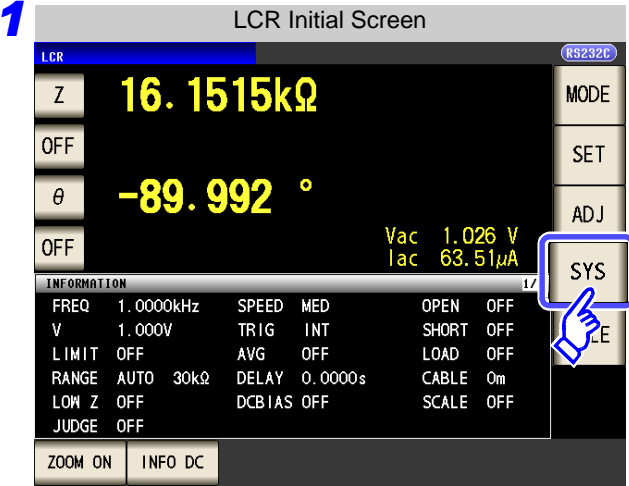 1 LCR Initial Screen
LCR RS232C
Z 16.1515kΩ MODE
OFF SET
θ -89.992 °
ADJ
OFF Vac 1.026 V
Iac 63.51μA
SYS
INFORMATION 1/
FREQ 1.0000kHz SPEED MED OPEN OFF
V 1.000V TRIG INT SHORT OFF
LIMIT OFF AVG OFF LOAD OFF
RANGE AUTO 30kΩ DELAY 0.0000s CABLE 0m
LOW Z OFF DCBIAS OFF SCALE OFF
JUDGE OFF
ZOOM ON INFO DC